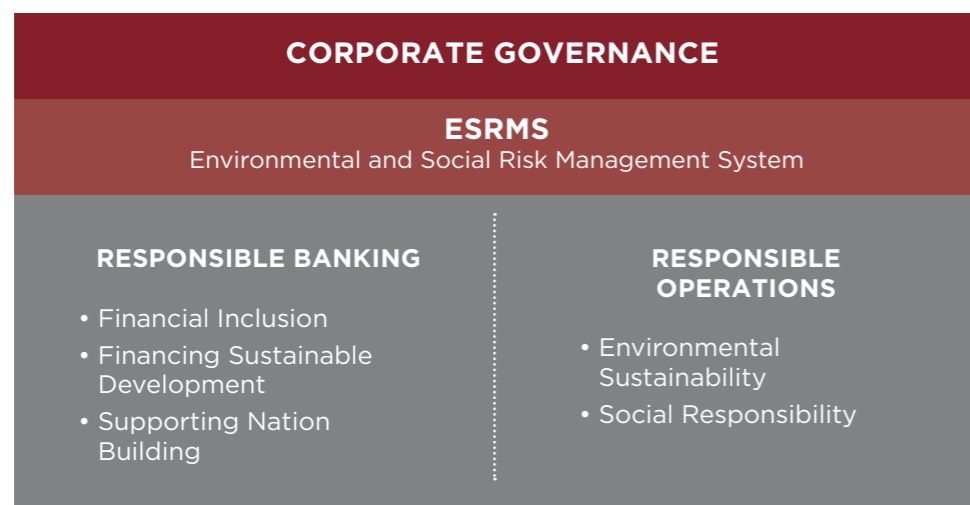 CORPORATE GOVERNANCE
ESRMS
Environmental and Social Risk Management System
RESPONSIBLE BANKING
• Financial Inclusion
• Financing Sustainable
Development
• Supporting Nation
Building
RESPONSIBLE
OPERATIONS
• Environmental
Sustainability
• Social Responsibility